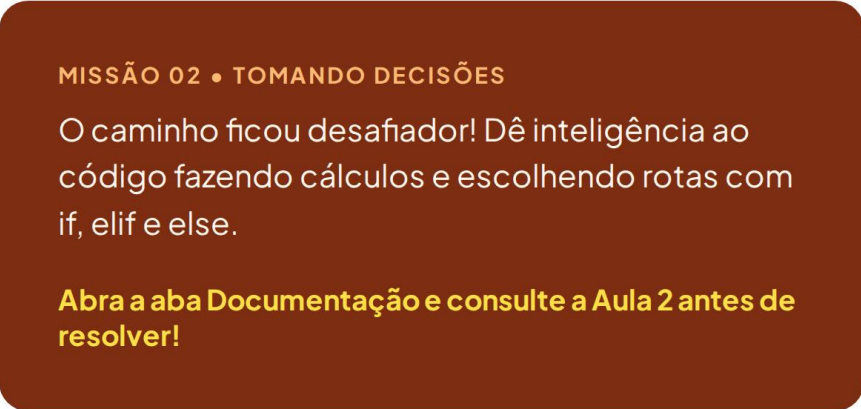 MISSÃO 02 • TOMANDO DECISÕES
O caminho ficou desafiador! Dê inteligência ao
código fazendo cálculos e escolhendo rotas com
if, elif e else.
Abra a aba Documentação e consulte a Aula 2 antes de
resolver!